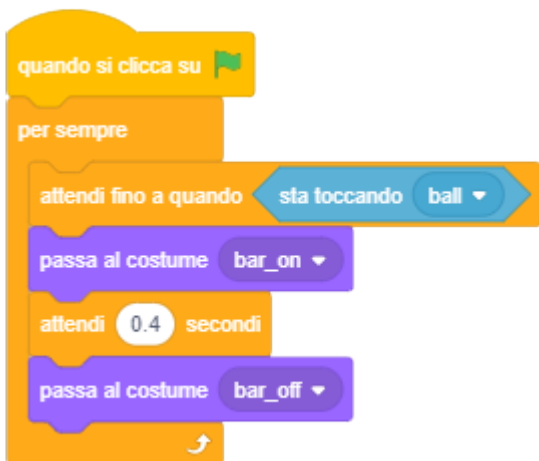 quando si clicca su
per sempre
attendi fino a quando sta toccando ball
passa al costume bar_on
attendi 0.4 secondi
passa al costume bar_off